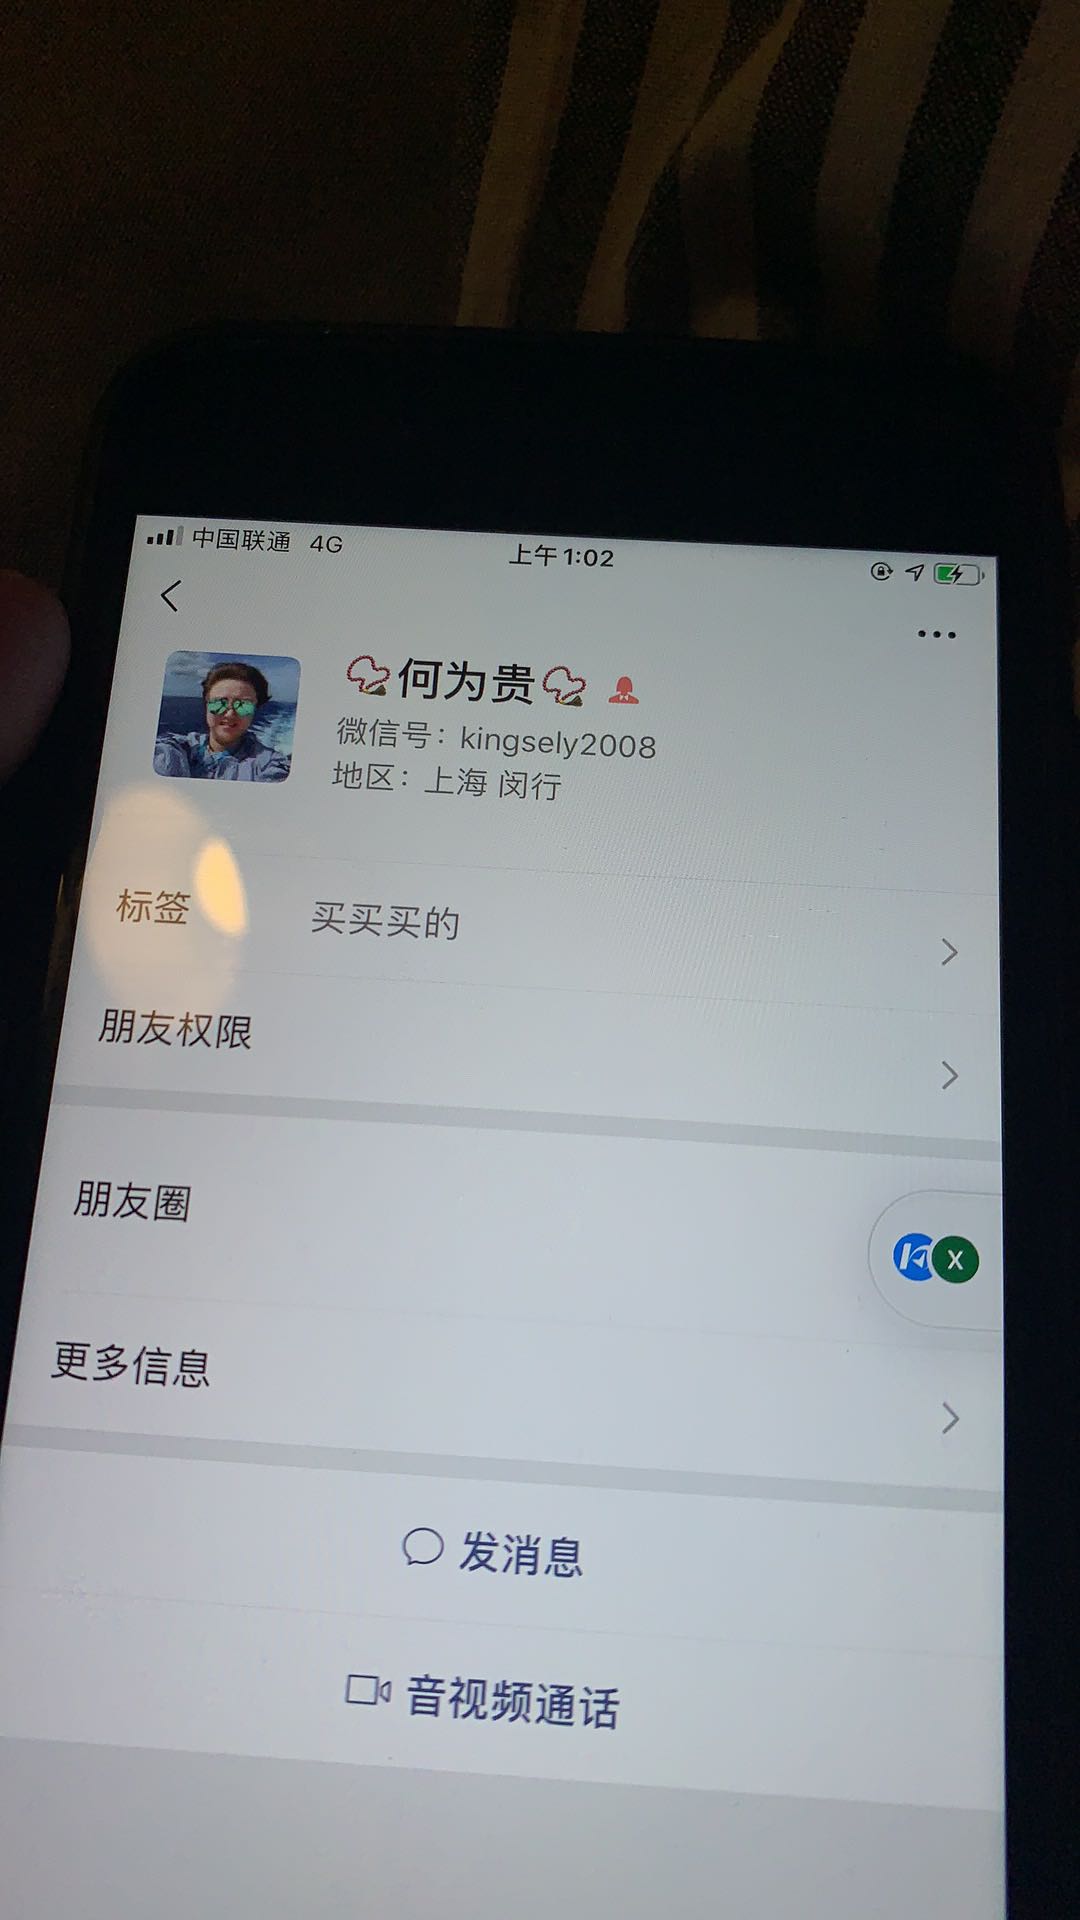 中国联通 4G 上午1:02
何为贵
微信号：kingsely2008
地区：上海 闵行
标签 买买买的
朋友权限
朋友圈
X
更多信息
发消息
音视频通话